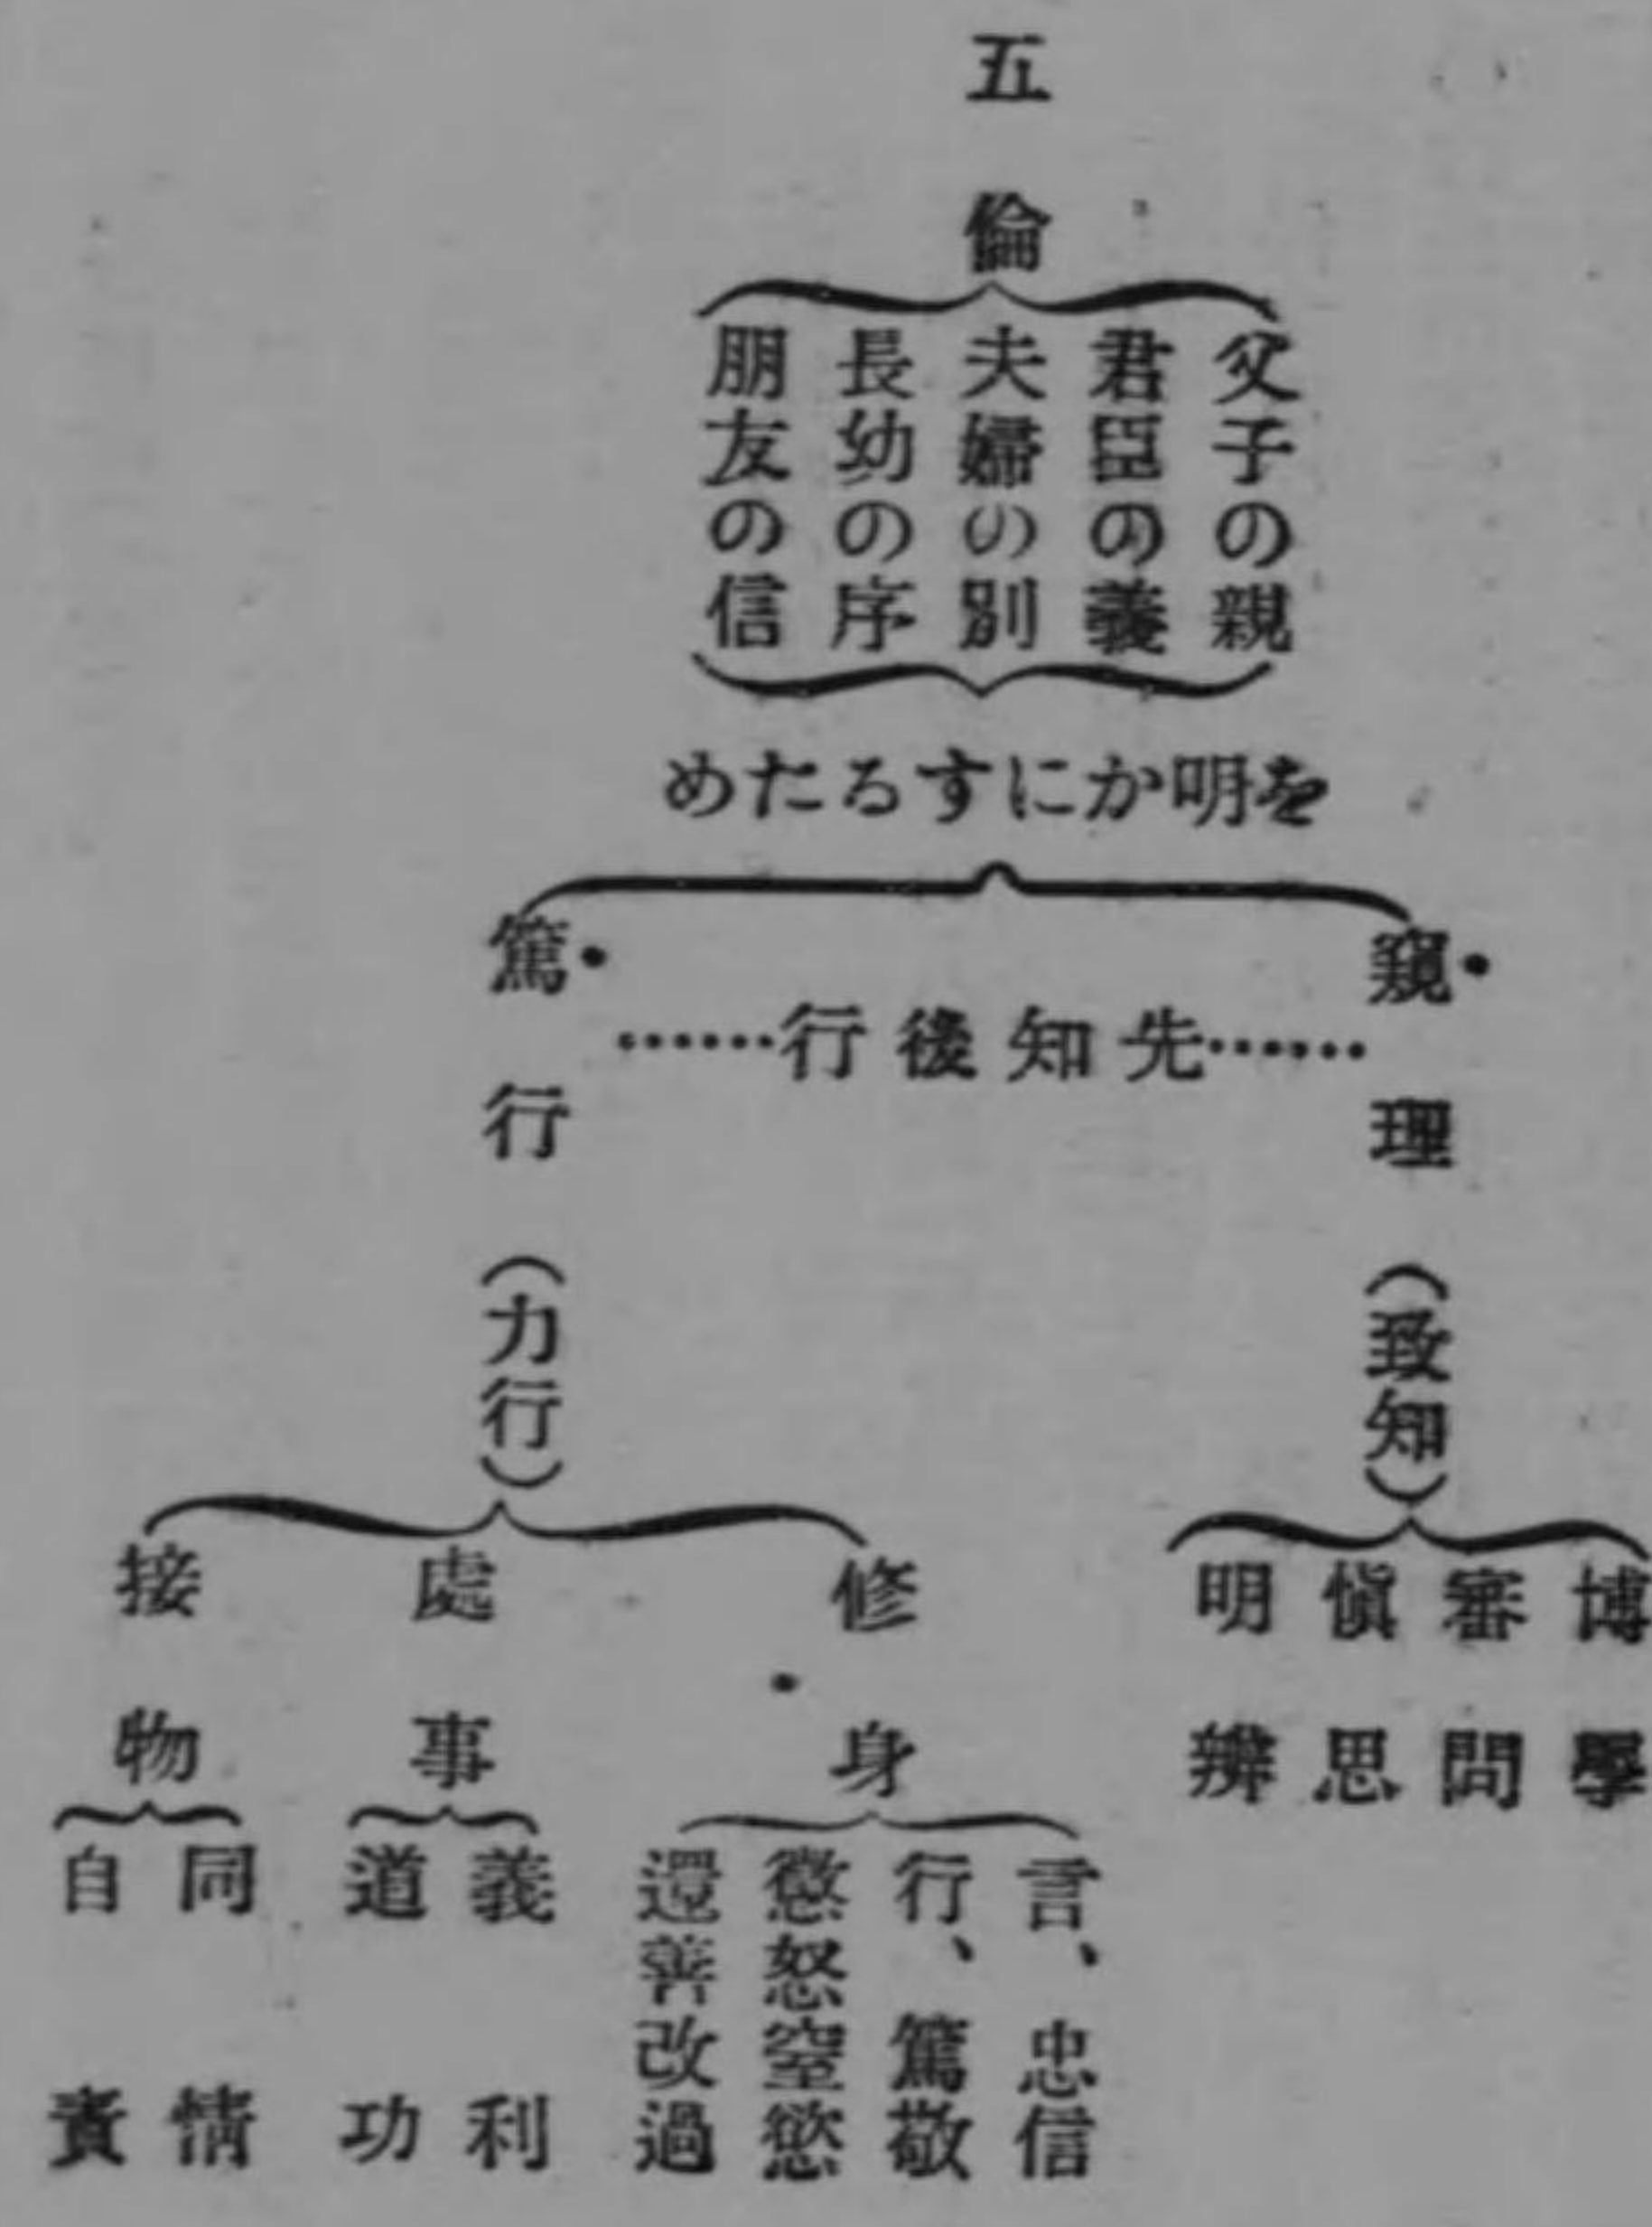 五倫
父子の親
君臣の義
夫婦の別
長幼の序
朋友の信
を明かにするため
窺理(致知)
……先知後行……
篤行(力行)
博學
審問
愼思
明辨
修身
言、忠信
行、篤敬
懲怒窒慾
還善改過
處事
義利
道功
接物
同情
自責